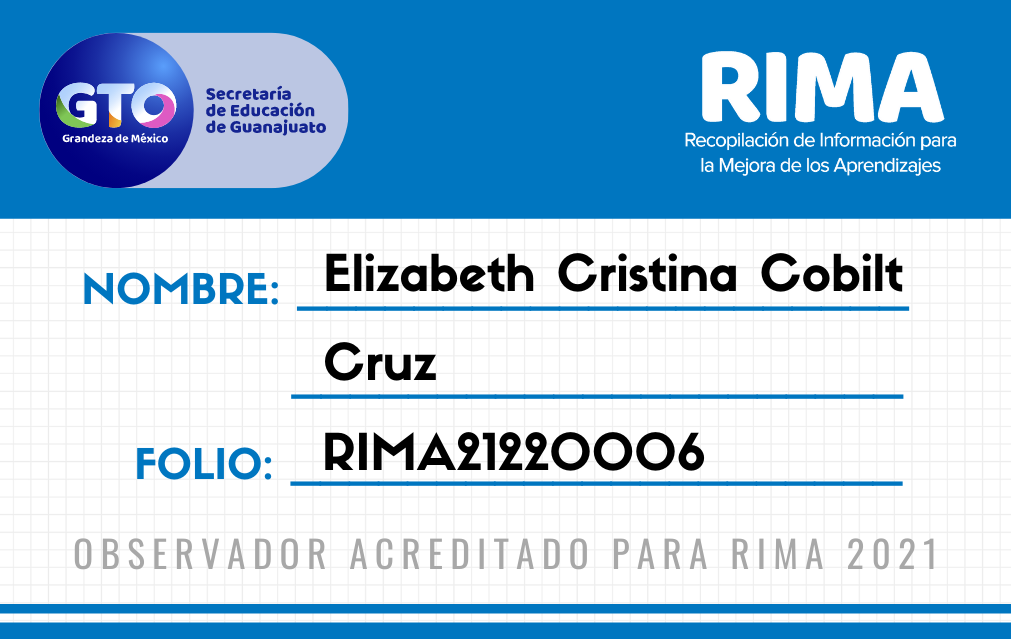 GTO
Grandeza de México
Secretaría
de Educación
de Guanajuato
RIMA
Recopilación de Información para
la Mejora de los Aprendizajes
NOMBRE: Elizabeth Cristina Cobilt
Cruz
FOLIO: RIMA21220006
OBSERVADOR ACREDITADO PARA RIMA 2021